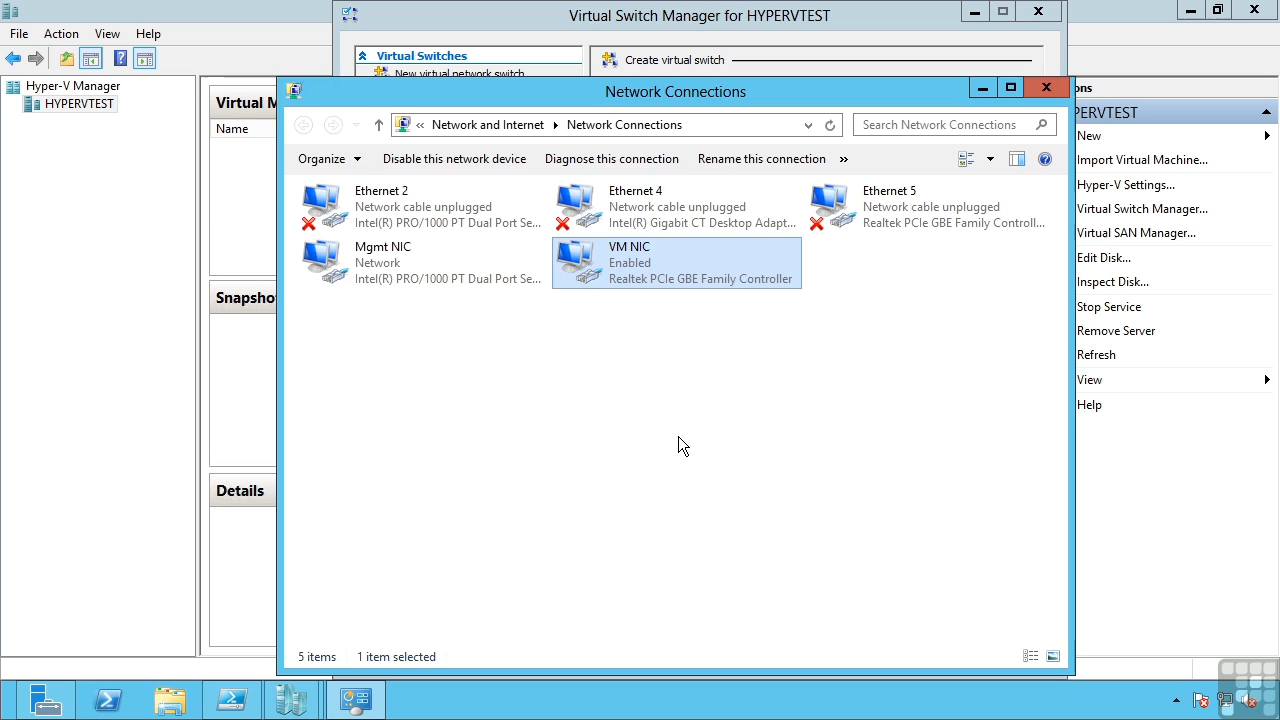 Virtual Switch Manager for HYPERVTEST
File Action View Help
Virtual Switches
Create virtual switch
New virtual network switch
Hyper-V Manager
HYPERVTEST
Virtual M
Name
Snapsho
Details
Network Connections
« Network and Internet Network Connections
Search Network Connections
Organize Disable this network device Diagnose this connection Rename this connection »
Ethernet 2
Network cable unplugged
Intel(R) PRO/1000 PT Dual Port Se...
Ethernet 4
Network cable unplugged
Intel(R) Gigabit CT Desktop Adapt...
Ethernet 5
Network cable unplugged
Realtek PCIe GBE Family Controll...
Mgmt NIC
Network
Intel(R) PRO/1000 PT Dual Port Se...
VM NIC
Enabled
Realtek PCIe GBE Family Controller
5 items 1 item selected
ons
PERVTEST
New
Import Virtual Machine...
Hyper-V Settings...
Virtual Switch Manager...
Virtual SAN Manager...
Edit Disk...
Inspect Disk...
Stop Service
Remove Server
Refresh
View
Help